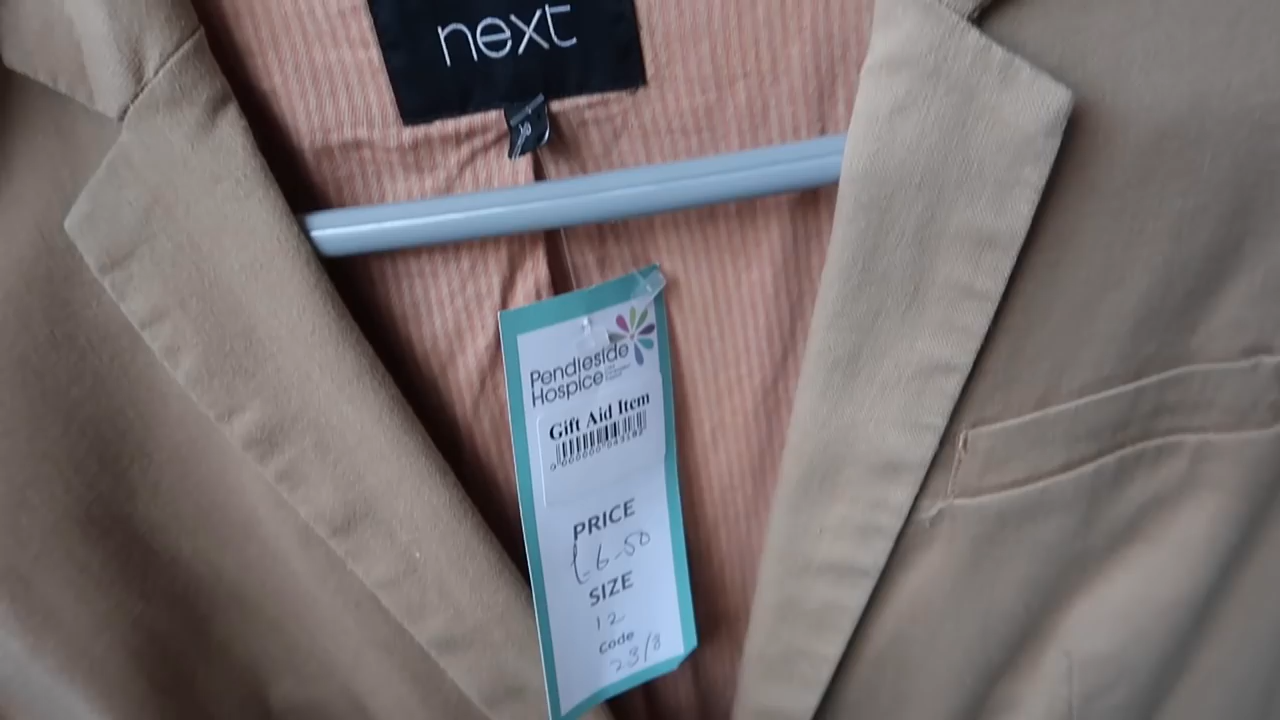 next
Pendleside
Hospice
Gift Aid Item
PRICE
£6-50
SIZE
12
Code
23/8